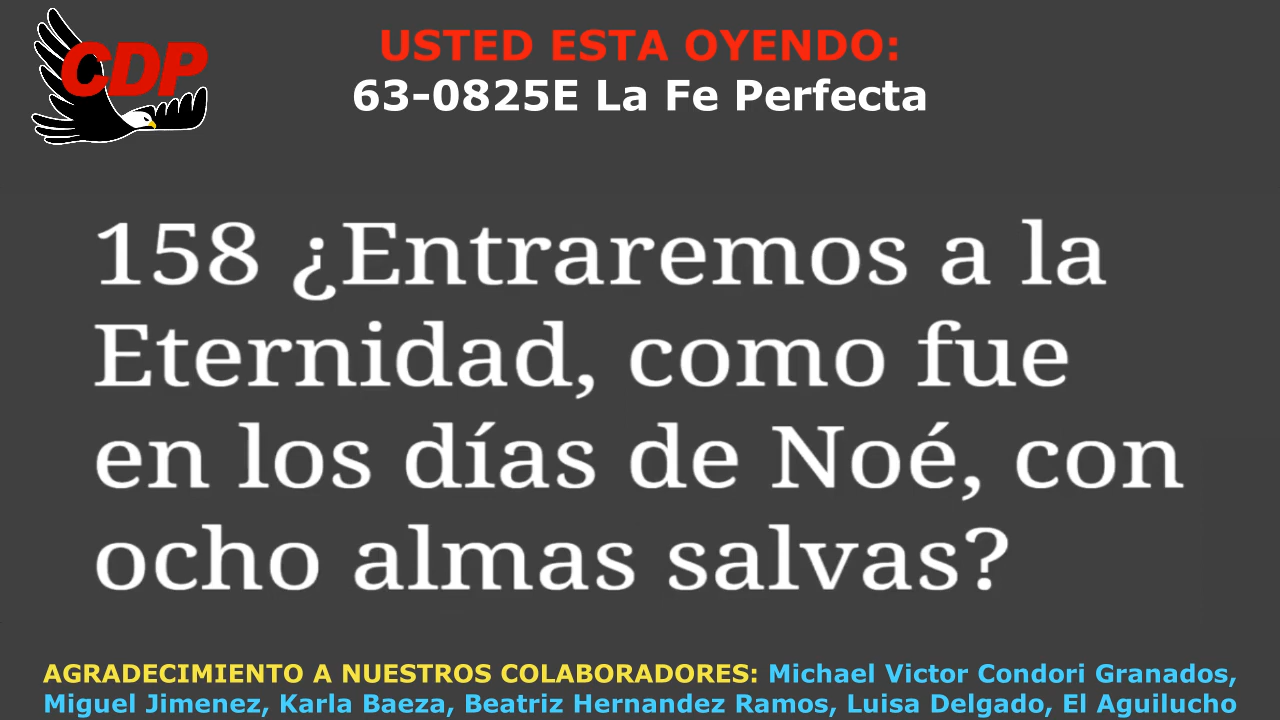 CDP
USTED ESTA OYENDO:
63-0825E La Fe Perfecta
158 ¿Entraremos a la
Eternidad, como fue
en los días de Noé, con
ocho almas salvas?
AGRADECIMIENTO A NUESTROS COLABORADORES: Michael Victor Condori Granados,
Miguel Jimenez, Karla Baeza, Beatriz Hernandez Ramos, Luisa Delgado, El Aguilucho